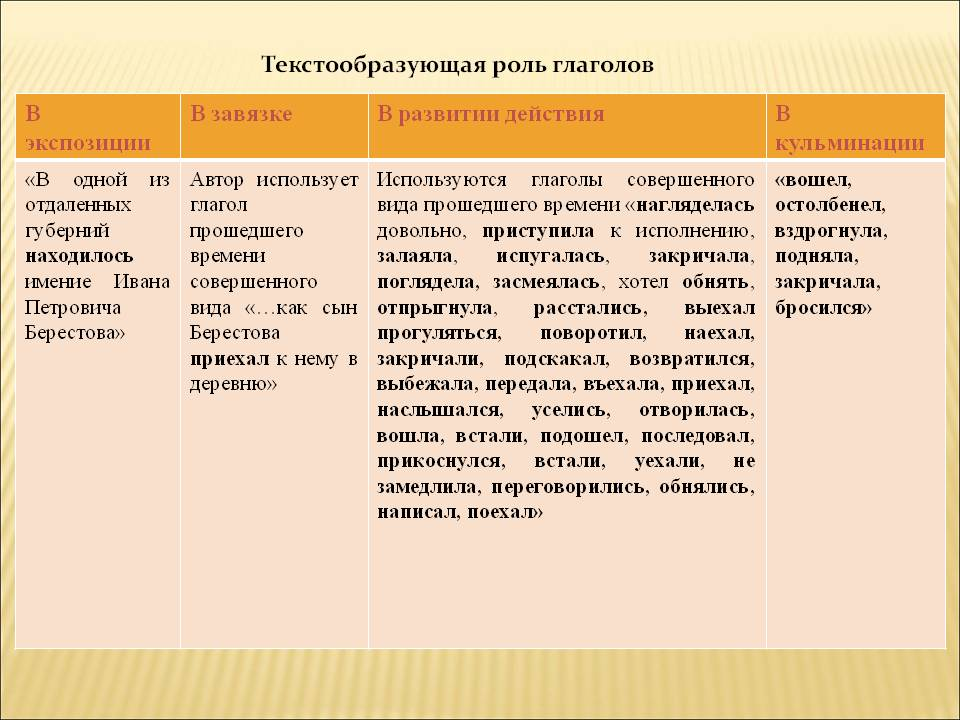 Текстообразующая роль глаголов
В
экспозиции
В завязке
В развитии действия
В
кульминации
«В одной из
отдаленных
губерний
находилось
имение Ивана
Петровича
Берестова»
Автор использует
глагол
прошедшего
времени
совершенного
вида «…как сын
Берестова
приехал к нему в
деревню»
Используются глаголы совершенного
вида прошедшего времени «нагляделась
довольно, приступила к исполнению,
залаяла, испугалась, закричала,
поглядела, засмеялась, хотел обнять,
отпрыгнула, расстались, выехал
прогуляться, поворотил, наехал,
закричали, подскакал, возвратился,
выбежала, передала, въехала, приехал,
наслышался, уселись, отворилась,
вошла, встали, подошел, последовал,
прикоснулся, встали, уехали, не
замедлила, переговорились, обнялись,
написал, поехал»
«вошел,
остолбенел,
вздрогнула,
подняла,
закричала,
бросился»